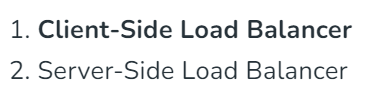 1. Client-Side Load Balancer
2. Server-Side Load Balancer